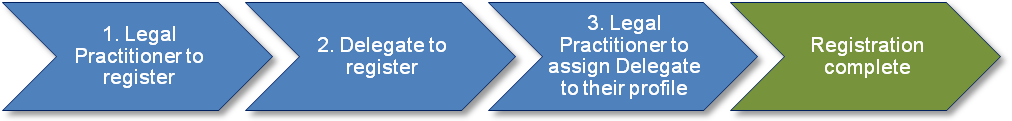 1. Legal
Practitioner to
register
2. Delegate to
register
3. Legal
Practitioner to
assign Delegate
to their profile
Registration
complete